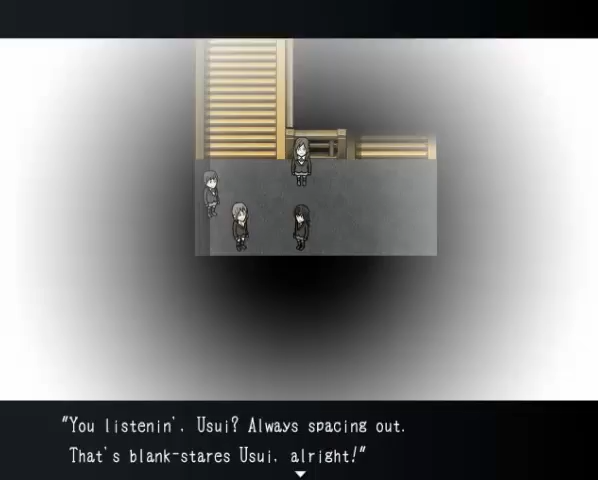 "You listenin', Usui? Always spacing out.
That's blank-stares Usui, alright!"